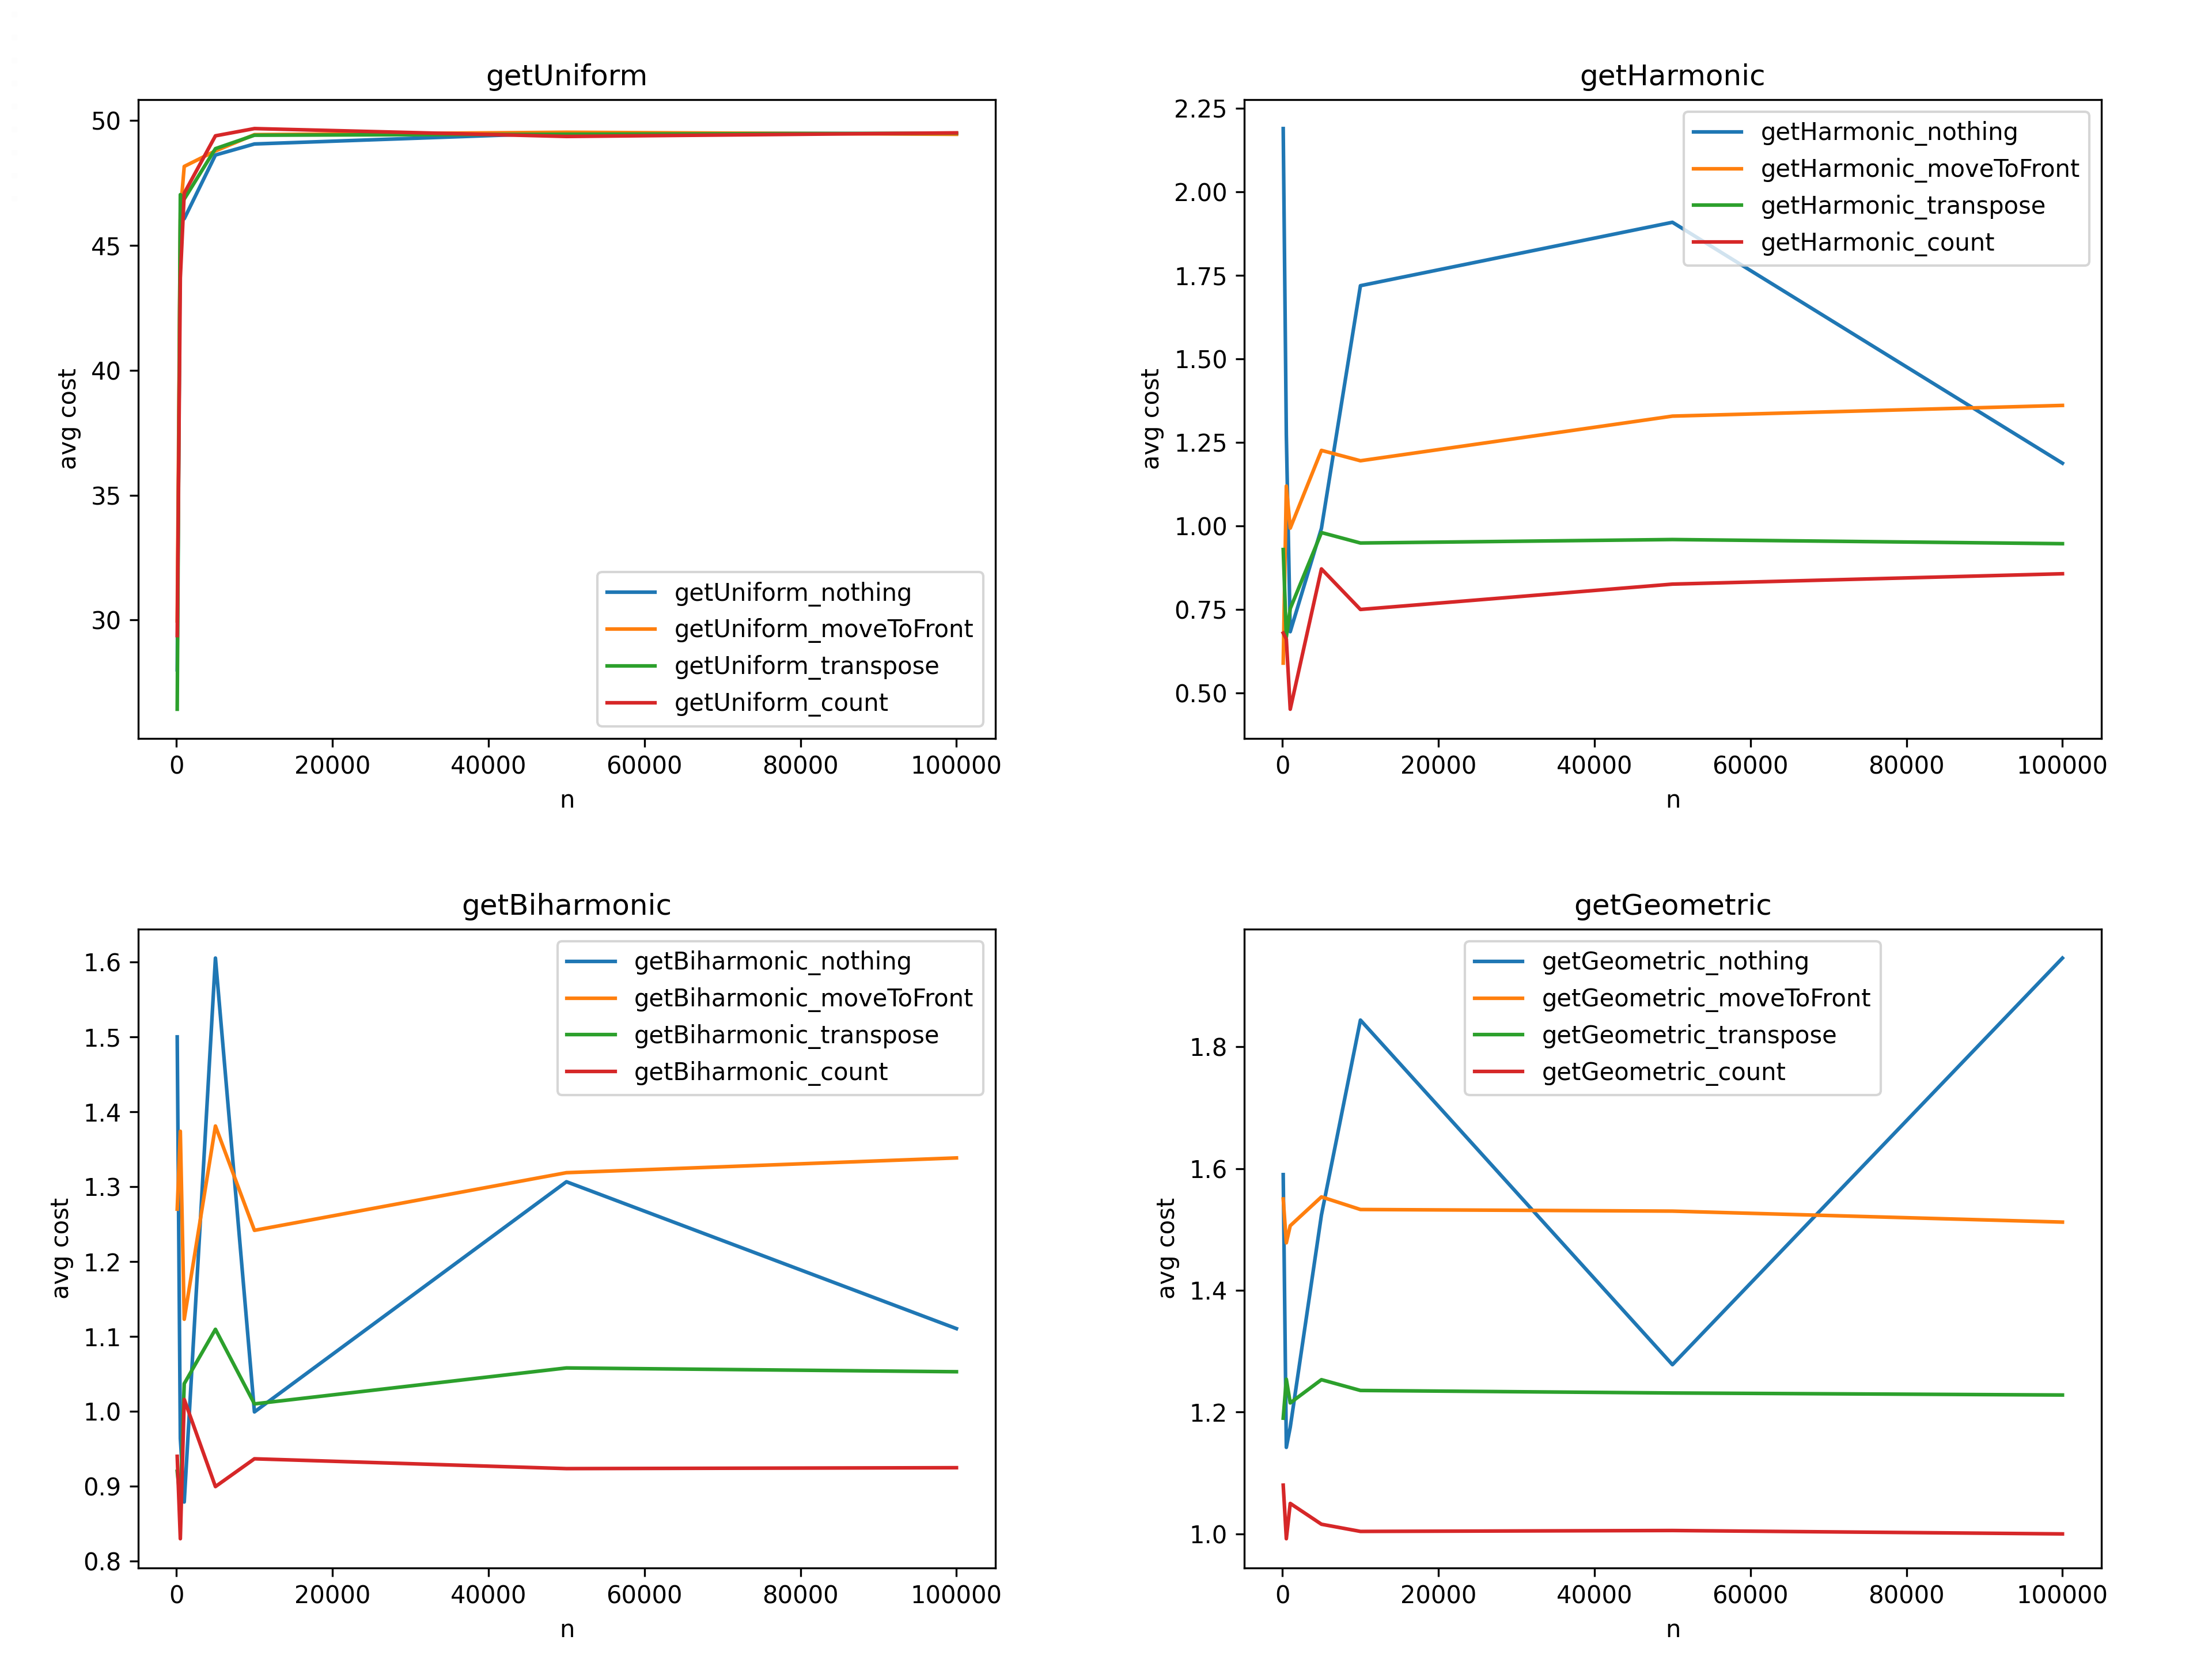 getUniform
50
45
40
35
30
avg cost
getUniform_nothing
getUniform_moveToFront
getUniform_transpose
getUniform_count
0 20000 40000 60000 80000 100000
n
getHarmonic
2.25
2.00
1.75
1.50
1.25
1.00
0.75
0.50
avg cost
getHarmonic_nothing
getHarmonic_moveToFront
getHarmonic_transpose
getHarmonic_count
0 20000 40000 60000 80000 100000
n
getBiharmonic
1.6
1.5
1.4
1.3
1.2
1.1
1.0
0.9
0.8
avg cost
getBiharmonic_nothing
getBiharmonic_moveToFront
getBiharmonic_transpose
getBiharmonic_count
0 20000 40000 60000 80000 100000
n
getGeometric
1.8
1.6
1.4
1.2
1.0
avg cost
getGeometric_nothing
getGeometric_moveToFront
getGeometric_transpose
getGeometric_count
0 20000 40000 60000 80000 100000
n